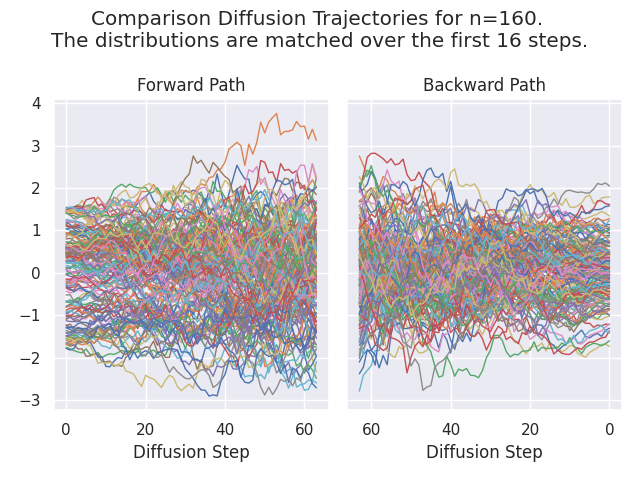 Comparison Diffusion Trajectories for n=160.
The distributions are matched over the first 16 steps.
Forward Path
Backward Path
4
3
2
1
0
−1
−2
−3
0 20 40 60
60 40 20 0
Diffusion Step
Diffusion Step